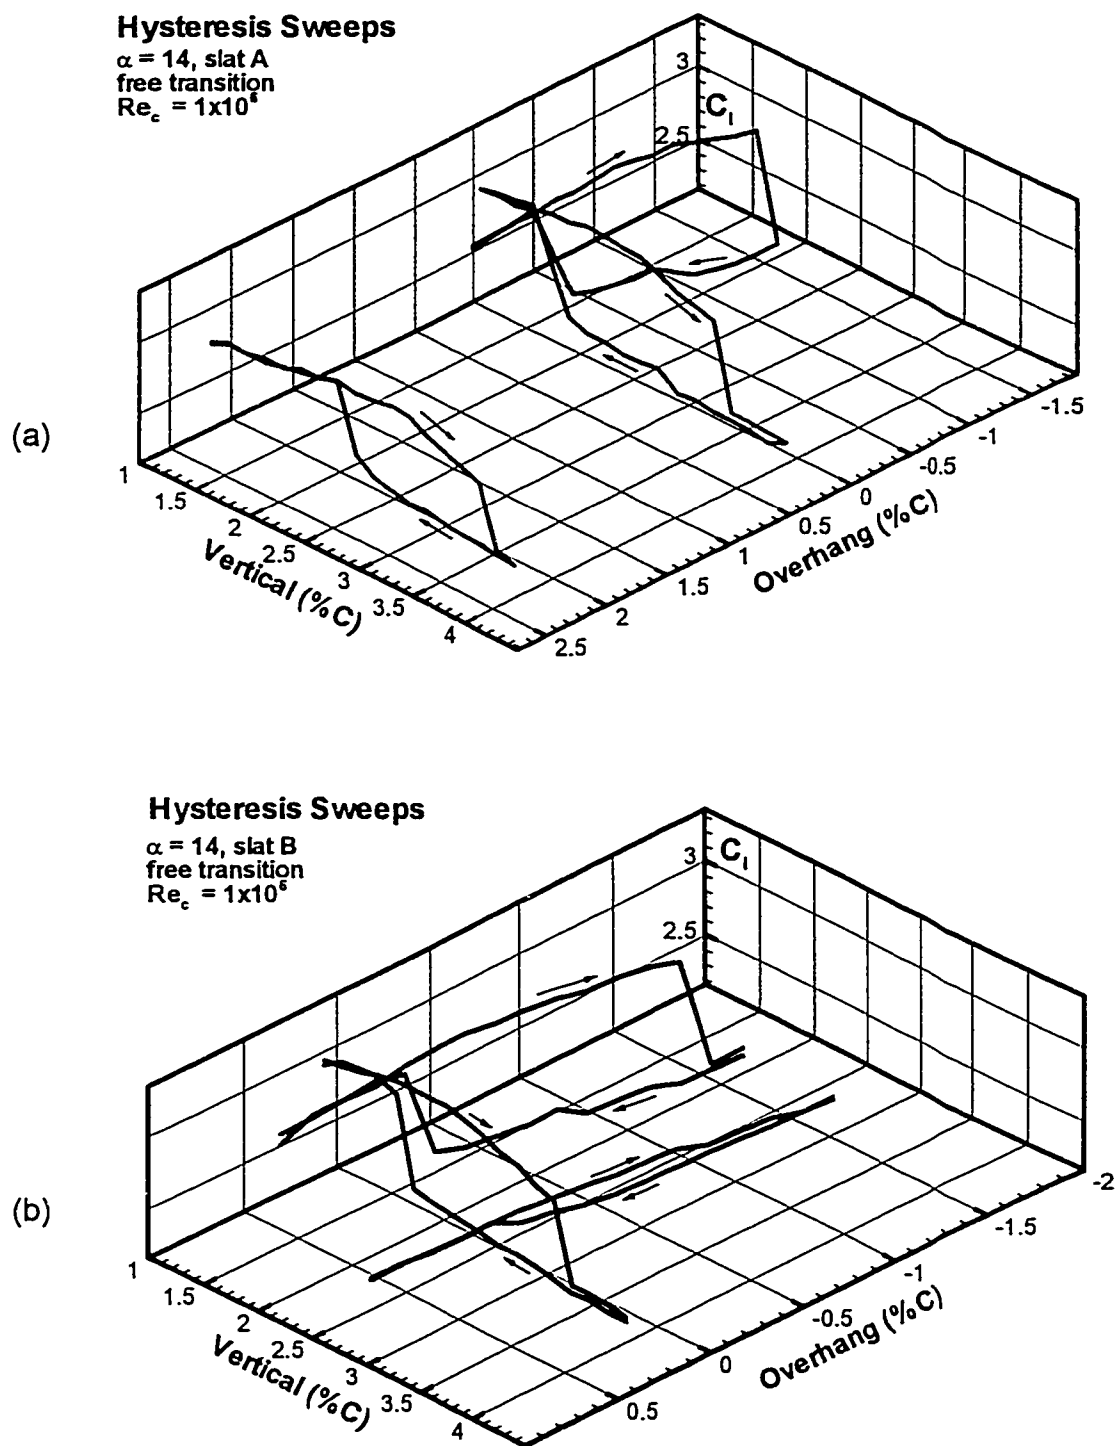 Hysteresis Sweeps
α = 14, slat A
free transition
Re_c = 1x10^6
3
C_l
2.5
(a)
1
1.5
2
2.5
3
3.5
4
Vertical (%C)
2.5
2
1.5
1
0.5
0
-0.5
-1
-1.5
Overhang (%C)
Hysteresis Sweeps
α = 14, slat B
free transition
Re_c = 1x10^6
3
C_l
2.5
(b)
1
1.5
2
2.5
3
3.5
4
Vertical (%C)
0.5
0
-0.5
-1
-1.5
-2
Overhang (%C)